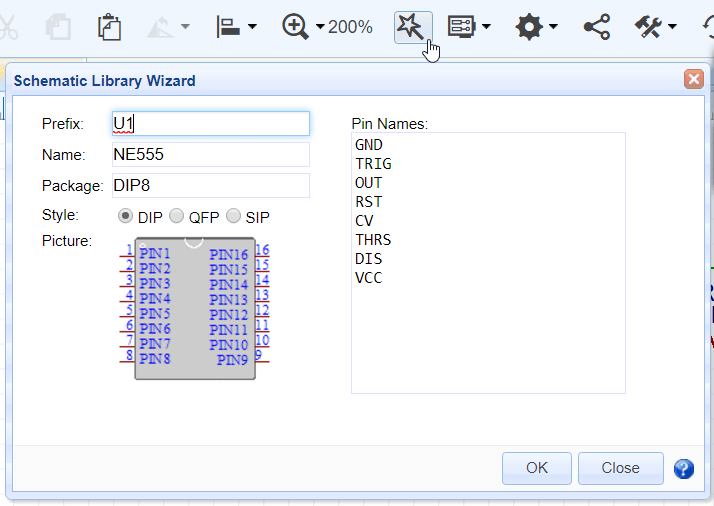 200%
Schematic Library Wizard
Prefix: U1
Pin Names:
Name: NE555
Package: DIP8
Style: DIP QFP SIP
Picture:
GND
TRIG
OUT
RST
CV
THRS
DIS
VCC
1 PIN1 PIN16 16
2 PIN2 PIN15 15
3 PIN3 PIN14 14
4 PIN4 PIN13 13
5 PIN5 PIN12 12
6 PIN6 PIN11 11
7 PIN7 PIN10 10
8 PIN8 PIN9 9
OK Close ?